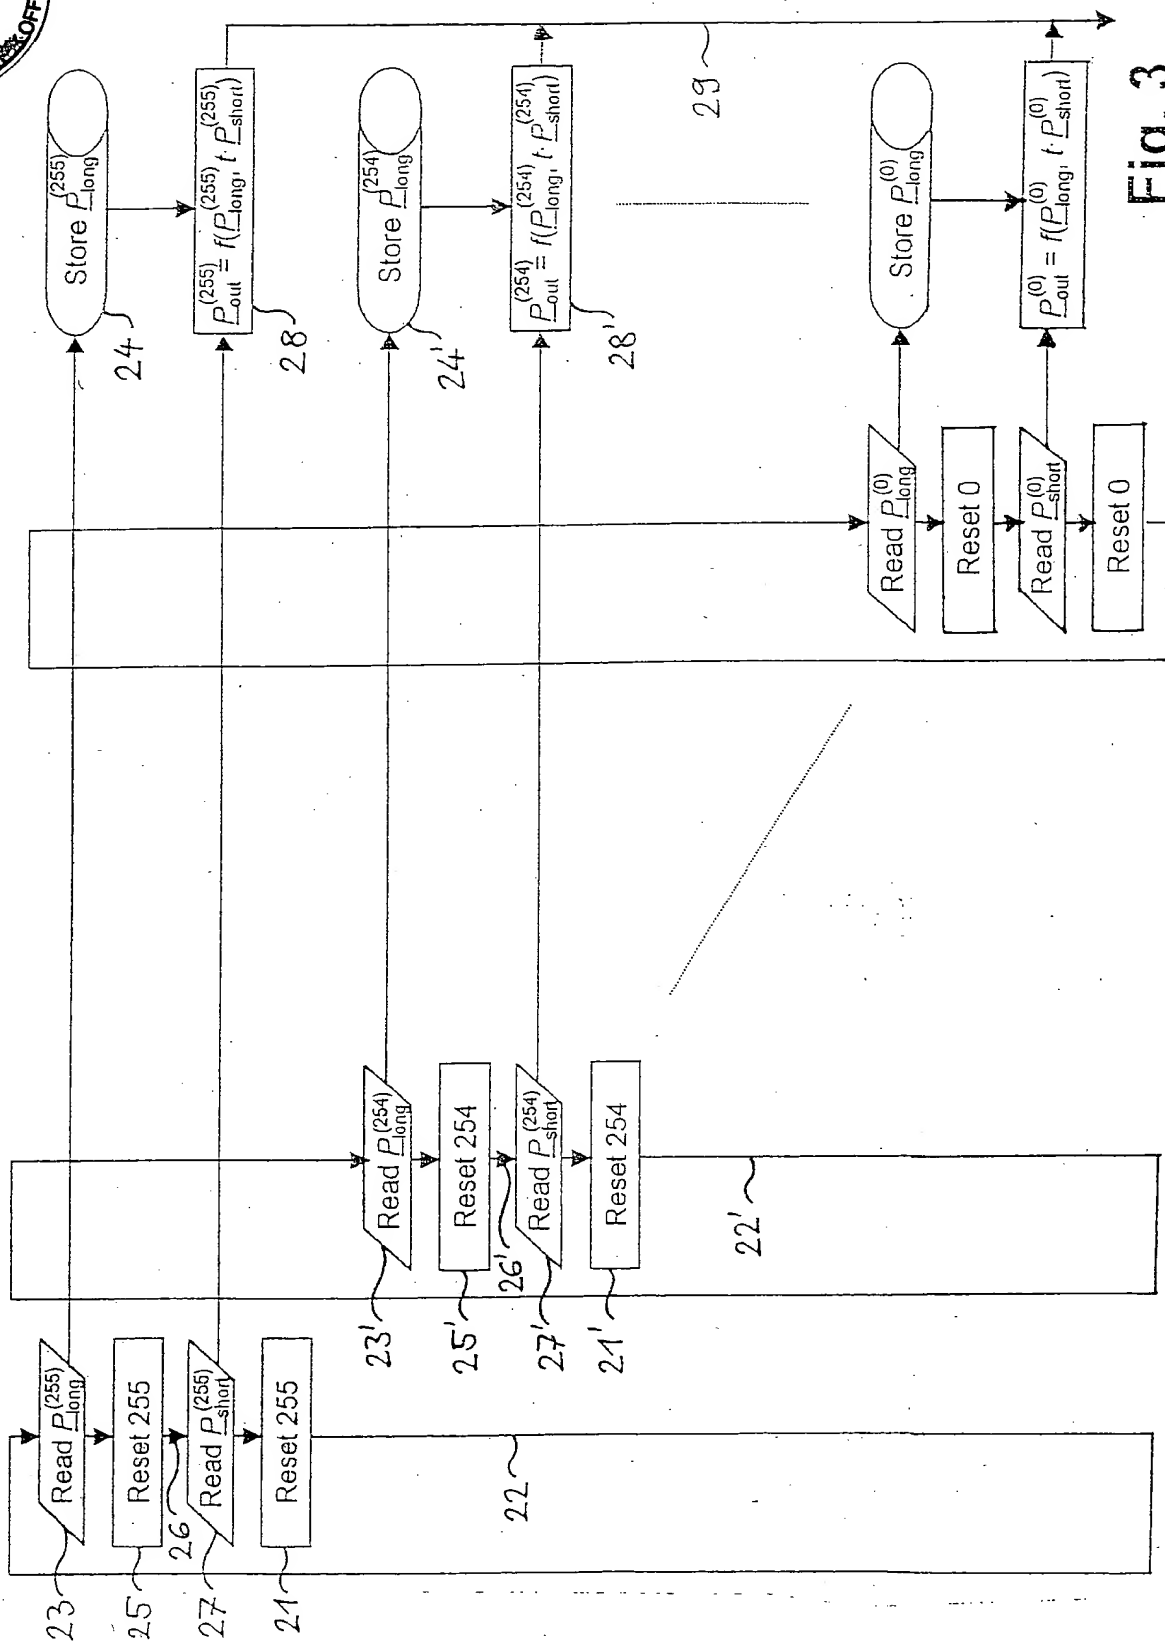 OFF
23
Read P_long^(255)
25
Reset 255
26
27
Read P_short^(255)
21
Reset 255
22
Store P_long^(255)
24
P_out^(255) = f(P_long^(255), t · P_short^(255))
28
23'
Read P_long^(254)
25'
Reset 254
26'
27'
Read P_short^(254)
21'
Reset 254
22'
Store P_long^(254)
24'
P_out^(254) = f(P_long^(254), t · P_short^(254))
28'
29
Read P_long^(0)
Reset 0
Read P_short^(0)
Reset 0
Store P_long^(0)
P_out^(0) = f(P_long^(0), t · P_short^(0))
Fig. 3